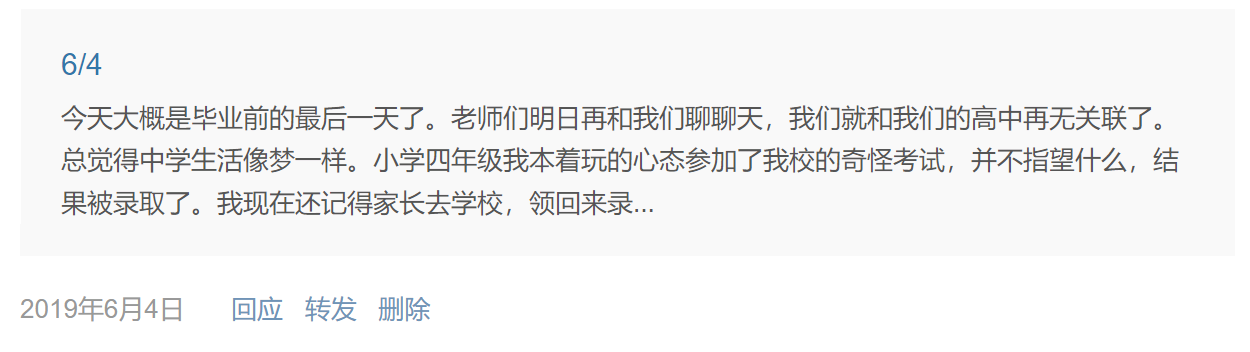 6/4
今天大概是毕业前的最后一天了。老师们明日再和我们聊聊天，我们就和我们的高中再无关联了。
总觉得中学生活像梦一样。小学四年级我本着玩的心态参加了我校的奇怪考试，并不指望什么，结
果被录取了。我现在还记得家长去学校，领回来录...
2019年6月4日 回应 转发 删除